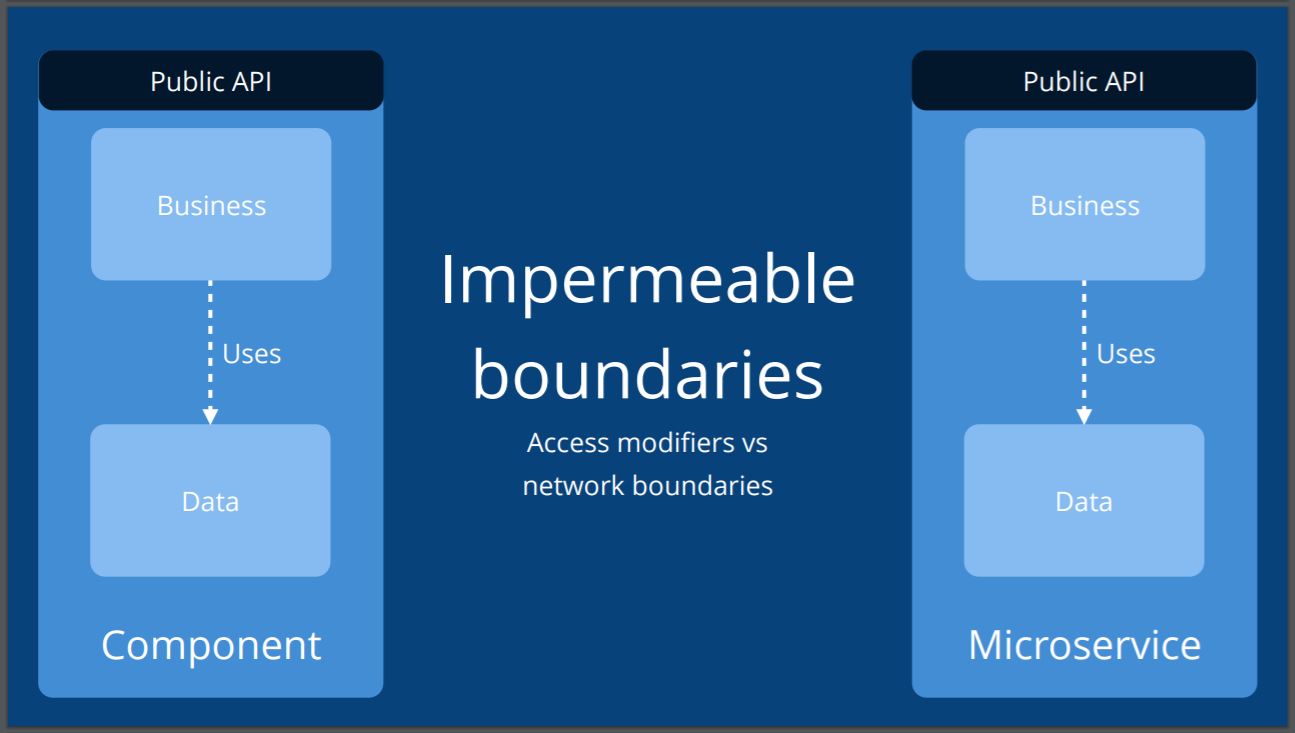 Public API
Business
Uses
Data
Component
Impermeable
boundaries
Access modifiers vs
network boundaries
Public API
Business
Uses
Data
Microservice